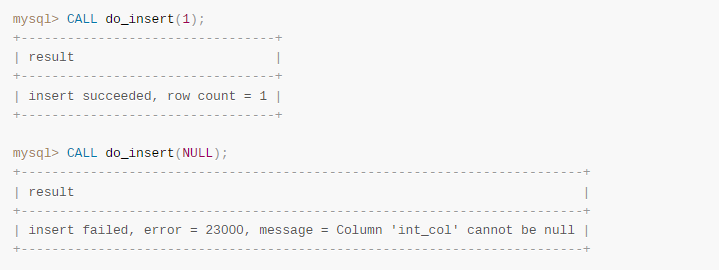 mysql> CALL do_insert(1);
+---------------------------------+
| result                          |
+---------------------------------+
| insert succeeded, row count = 1 |
+---------------------------------+

mysql> CALL do_insert(NULL);
+-------------------------------------------------------------------------+
| result                                                                  |
+-------------------------------------------------------------------------+
| insert failed, error = 23000, message = Column 'int_col' cannot be null |
+-------------------------------------------------------------------------+